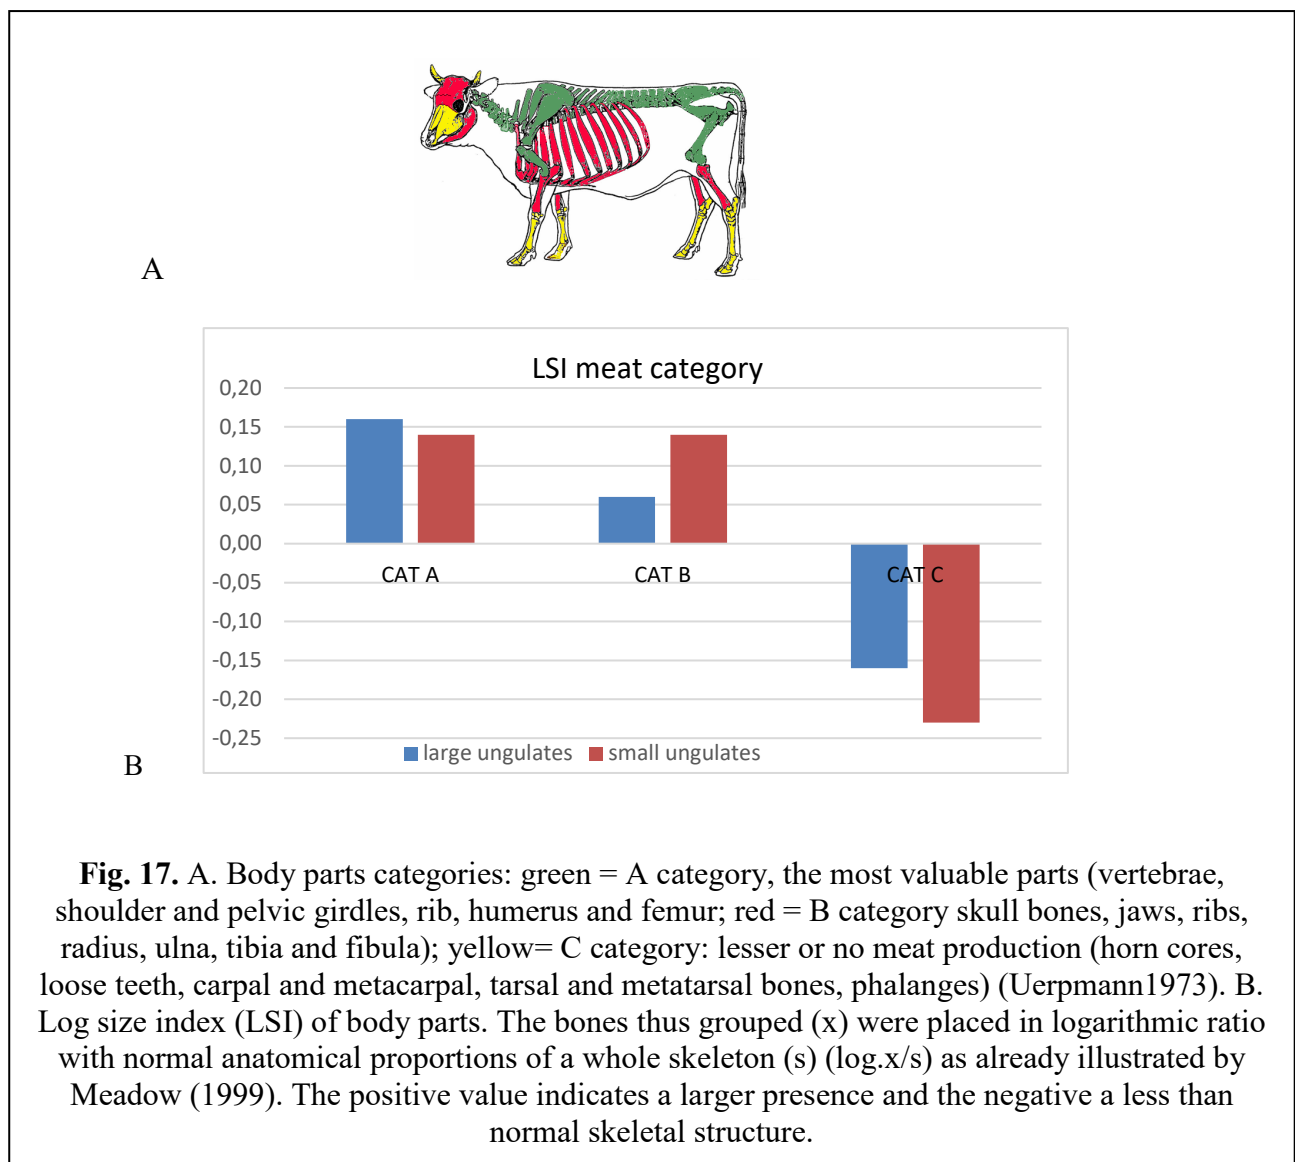 A
LSI meat category
0,20
0,15
0,10
0,05
0,00
-0,05
-0,10
-0,15
-0,20
-0,25
CAT A
CAT B
CAT C
large ungulates
small ungulates
B
Fig. 17. A. Body parts categories: green = A category, the most valuable parts (vertebrae,
shoulder and pelvic girdles, rib, humerus and femur; red = B category skull bones, jaws, ribs,
radius, ulna, tibia and fibula); yellow= C category: lesser or no meat production (horn cores,
loose teeth, carpal and metacarpal, tarsal and metatarsal bones, phalanges) (Uerpmann1973). B.
Log size index (LSI) of body parts. The bones thus grouped (x) were placed in logarithmic ratio
with normal anatomical proportions of a whole skeleton (s) (log.x/s) as already illustrated by
Meadow (1999). The positive value indicates a larger presence and the negative a less than
normal skeletal structure.